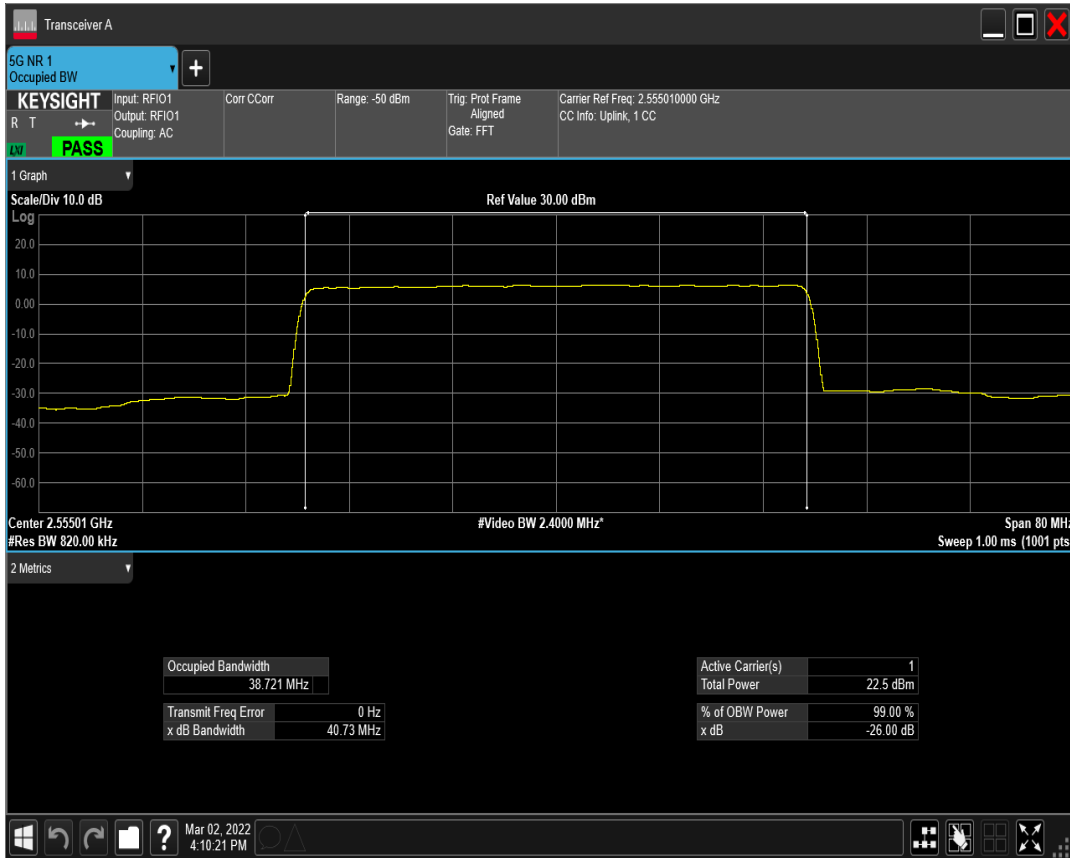 Transceiver A
5G NR 1
Occupied BW
+
KEYSIGHT
R T
LXI
PASS
Input: RFIO1
Output: RFIO1
Coupling: AC
Corr CCorr
Range: -50 dBm
Trig: Prot Frame
Aligned
Gate: FFT
Carrier Ref Freq: 2.555010000 GHz
CC Info: Uplink, 1 CC
1 Graph
Scale/Div 10.0 dB
Ref Value 30.00 dBm
Log
20.0
10.0
0.00
-10.0
-20.0
-30.0
-40.0
-50.0
-60.0
Center 2.55501 GHz
#Video BW 2.4000 MHz*
Span 80 MHz
#Res BW 820.00 kHz
Sweep 1.00 ms (1001 pts
2 Metrics
Occupied Bandwidth
38.721 MHz
Transmit Freq Error 0 Hz
x dB Bandwidth 40.73 MHz
Active Carrier(s) 1
Total Power 22.5 dBm
% of OBW Power 99.00 %
x dB -26.00 dB
?
Mar 02, 2022
4:10:21 PM